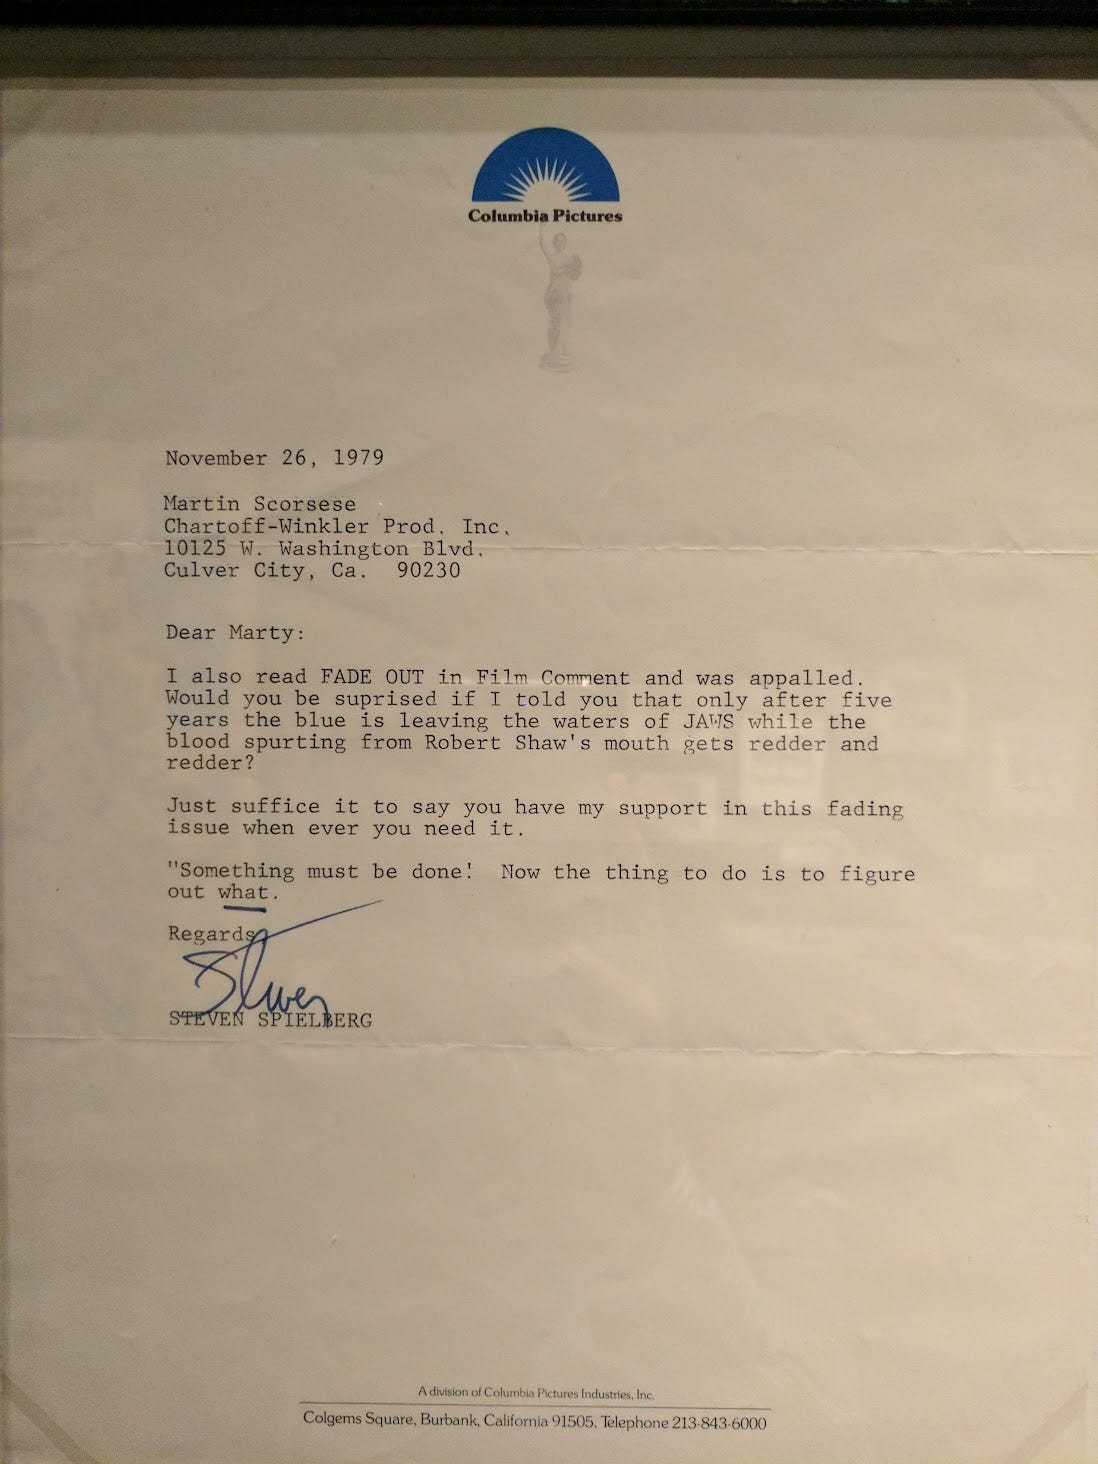 Columbia Pictures
November 26, 1979
Martin Scorsese
Chartoff-Winkler Prod. Inc.
10125 W. Washington Blvd.
Culver City, Ca.  90230
Dear Marty:
I also read FADE OUT in Film Comment and was appalled.
Would you be suprised if I told you that only after five
years the blue is leaving the waters of JAWS while the
blood spurting from Robert Shaw's mouth gets redder and
redder?
Just suffice it to say you have my support in this fading
issue when ever you need it.
"Something must be done!  Now the thing to do is to figure
out what.
Regards
Steven
STEVEN SPIELBERG
A division of Columbia Pictures Industries, Inc.
Colgems Square, Burbank, California 91505, Telephone 213-843-6000